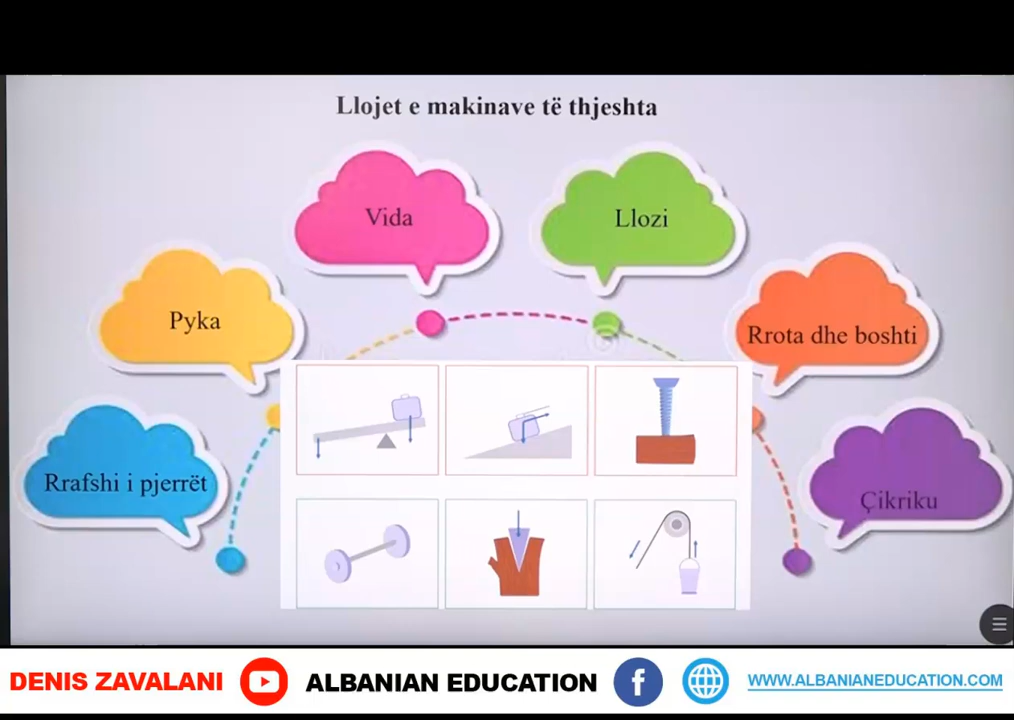 Llojet e makinave të thjeshta
Vida
Llozi
Pyka
Rrota dhe boshti
Rrafshi i pjerrët
Çikriku
DENIS ZAVALANI
ALBANIAN EDUCATION
WWW.ALBANIANEDUCATION.COM